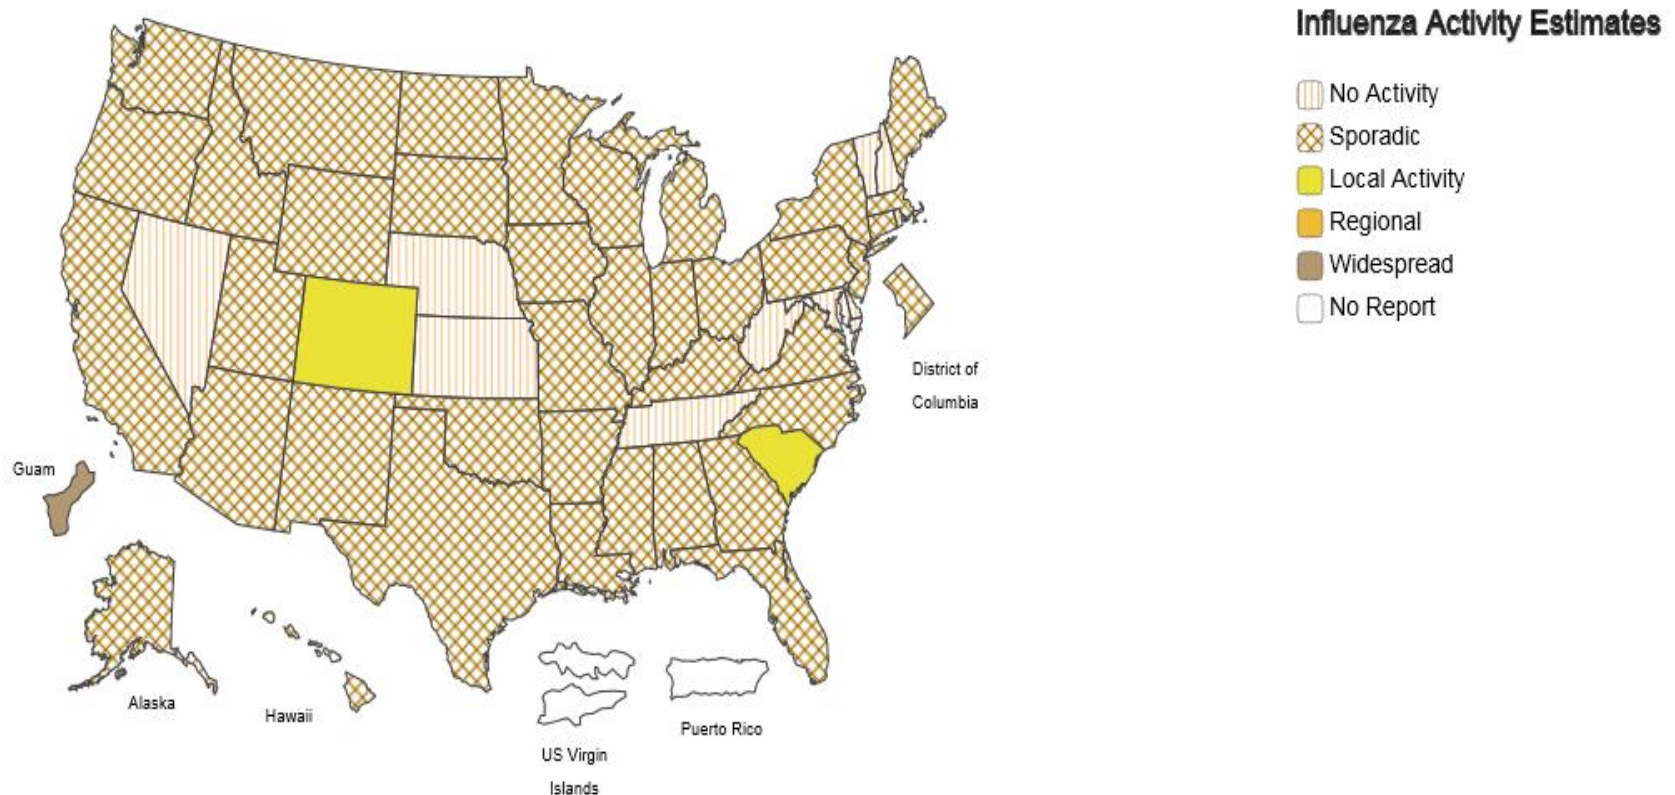 Influenza Activity Estimates
No Activity
Sporadic
Local Activity
Regional
Widespread
No Report
District of
Columbia
Guam
Alaska
Hawaii
US Virgin
Islands
Puerto Rico